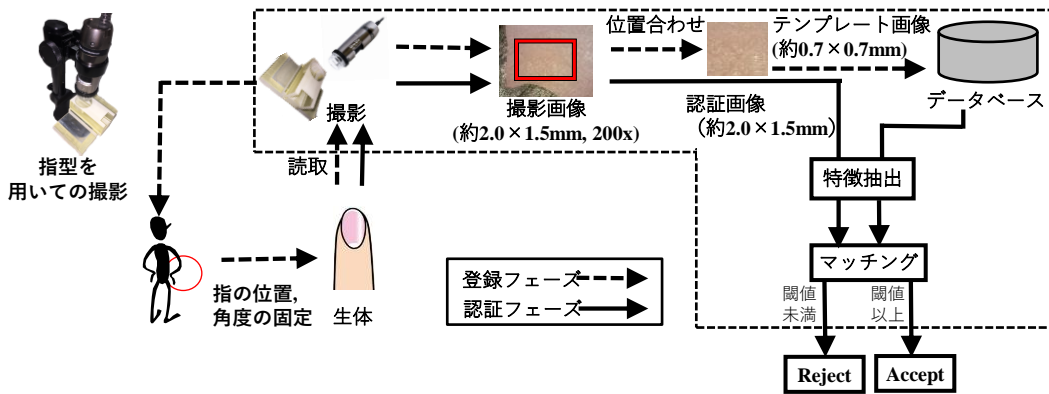 位置合わせ
テンプレート画像
(約0.7×0.7mm)
撮影
撮影画像
(約2.0×1.5mm, 200x)
認証画像
(約2.0×1.5mm)
データベース
指型を
用いての撮影
読取
特徴抽出
マッチング
指の位置,
角度の固定
生体
登録フェーズ
認証フェーズ
閾値
未満
閾値
以上
Reject
Accept